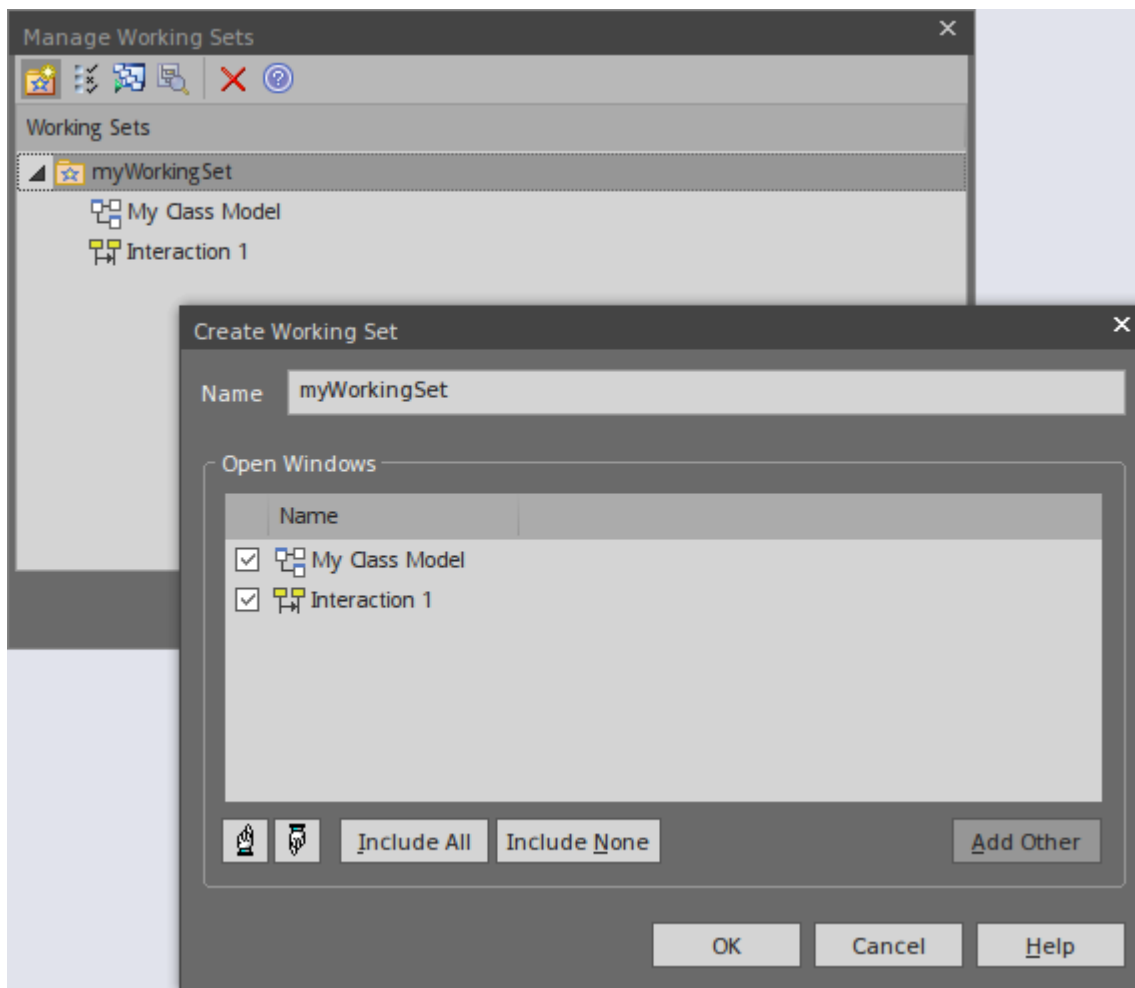 Manage Working Sets
Working Sets
myWorkingSet
My Class Model
Interaction 1
Create Working Set
Name myWorkingSet
Open Windows
Name
My Class Model
Interaction 1
Include All Include None Add Other
OK Cancel Help